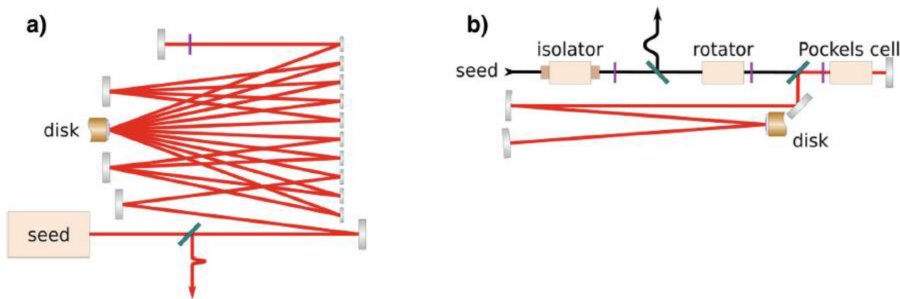 a)
disk
seed
b)
isolator
rotator
Pockels cell
seed
disk